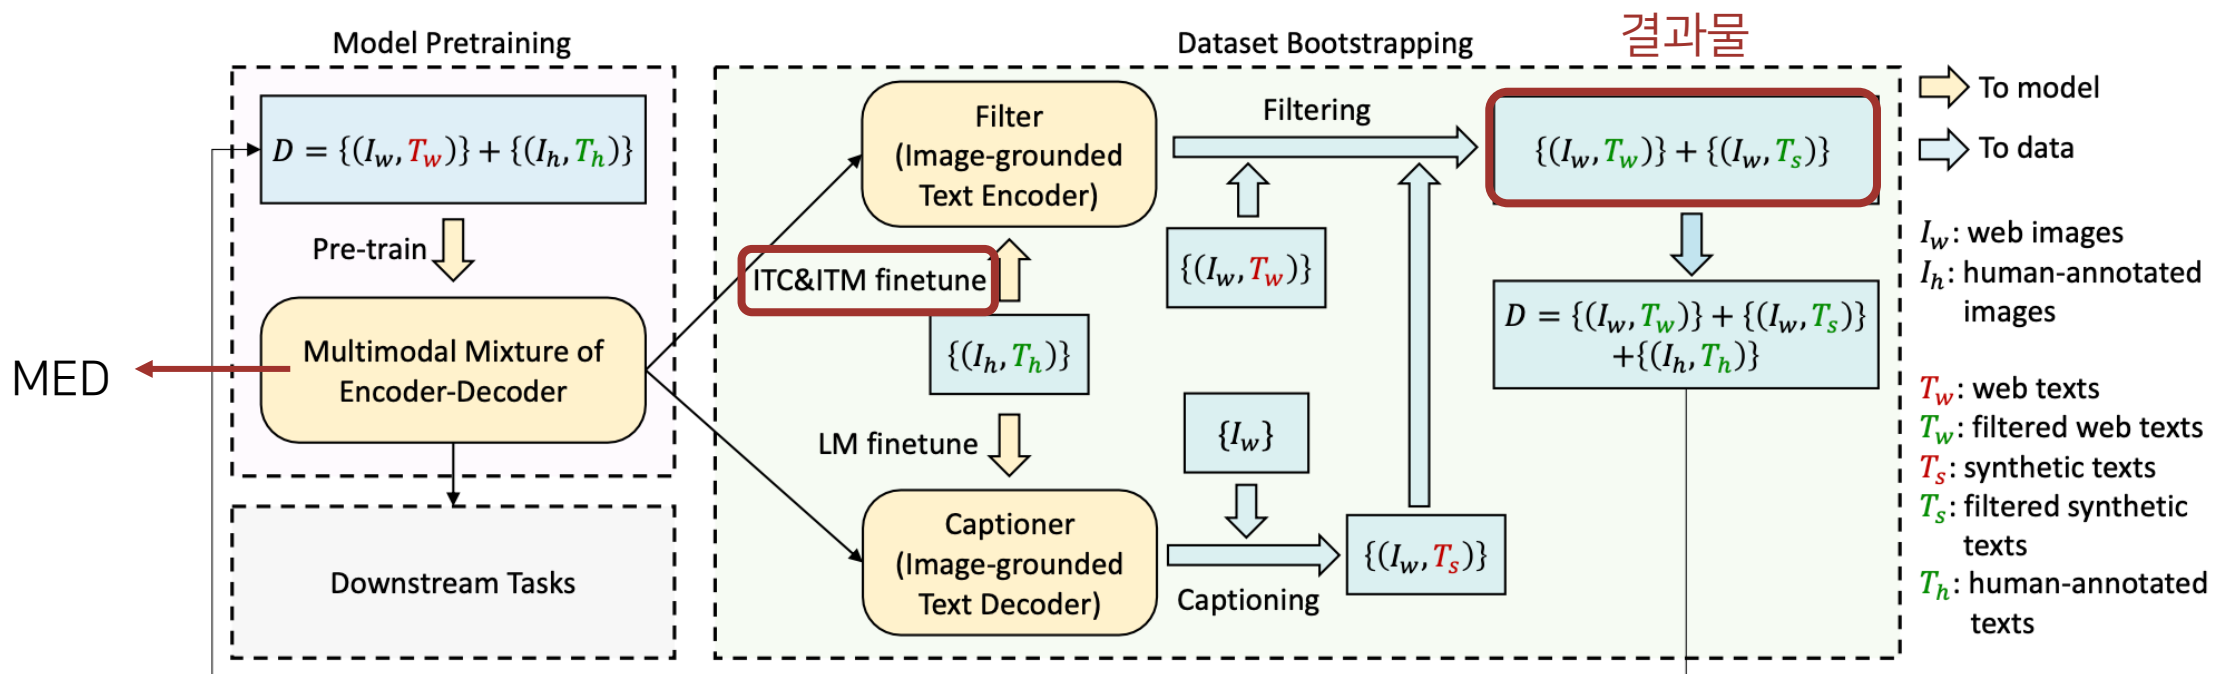 결과물
Model Pretraining
D = {(I_w, T_w)} + {(I_h, T_h)}
Pre-train
Multimodal Mixture of
Encoder-Decoder
MED
Downstream Tasks
Dataset Bootstrapping
Filter
(Image-grounded
Text Encoder)
ITC&ITM finetune
{(I_h, T_h)}
LM finetune
Captioner
(Image-grounded
Text Decoder)
Filtering
{(I_w, T_w)}
{I_w}
Captioning
{(I_w, T_s)}
{(I_w, T_w)} + {(I_w, T_s)}
D = {(I_w, T_w)} + {(I_w, T_s)}
+{(I_h, T_h)}
To model
To data
I_w: web images
I_h: human-annotated
images
T_w: web texts
T_w: filtered web texts
T_s: synthetic texts
T_s: filtered synthetic
texts
T_h: human-annotated
texts